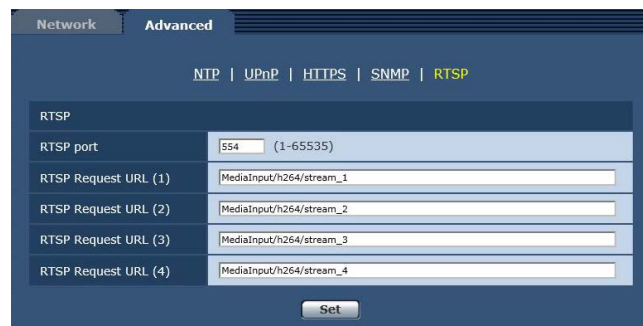 Network Advanced
NTP | UPnP | HTTPS | SNMP | RTSP
RTSP
RTSP port 554 (1-65535)
RTSP Request URL (1) MediaInput/h264/stream_1
RTSP Request URL (2) MediaInput/h264/stream_2
RTSP Request URL (3) MediaInput/h264/stream_3
RTSP Request URL (4) MediaInput/h264/stream_4
Set